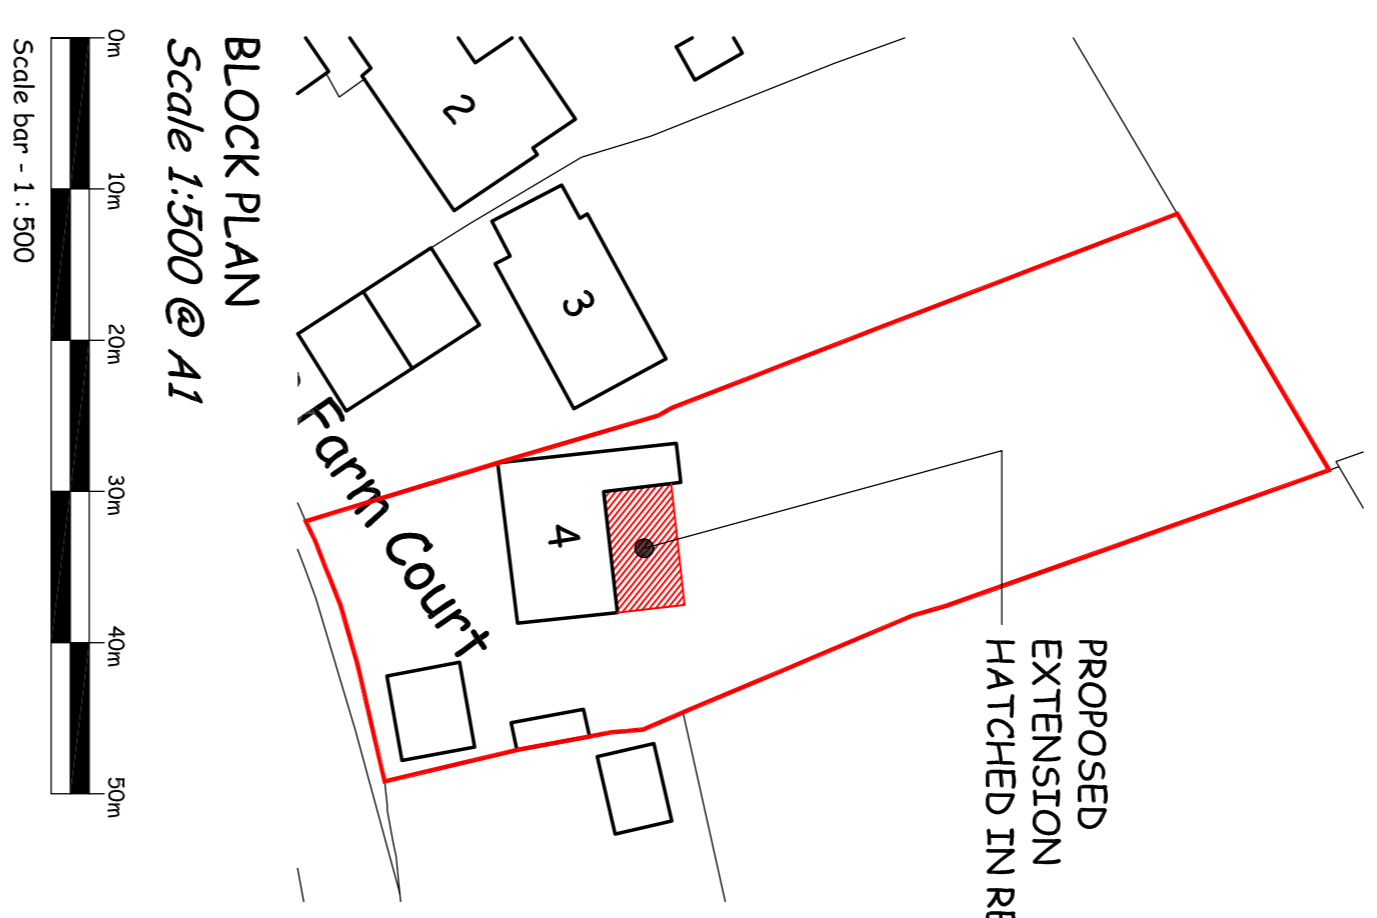 2
3
4
Farm Court
PROPOSED
EXTENSION
HATCHED IN RE
BLOCK PLAN
Scale 1:500 @ A1
0m 10m 20m 30m 40m 50m
Scale bar - 1 : 500